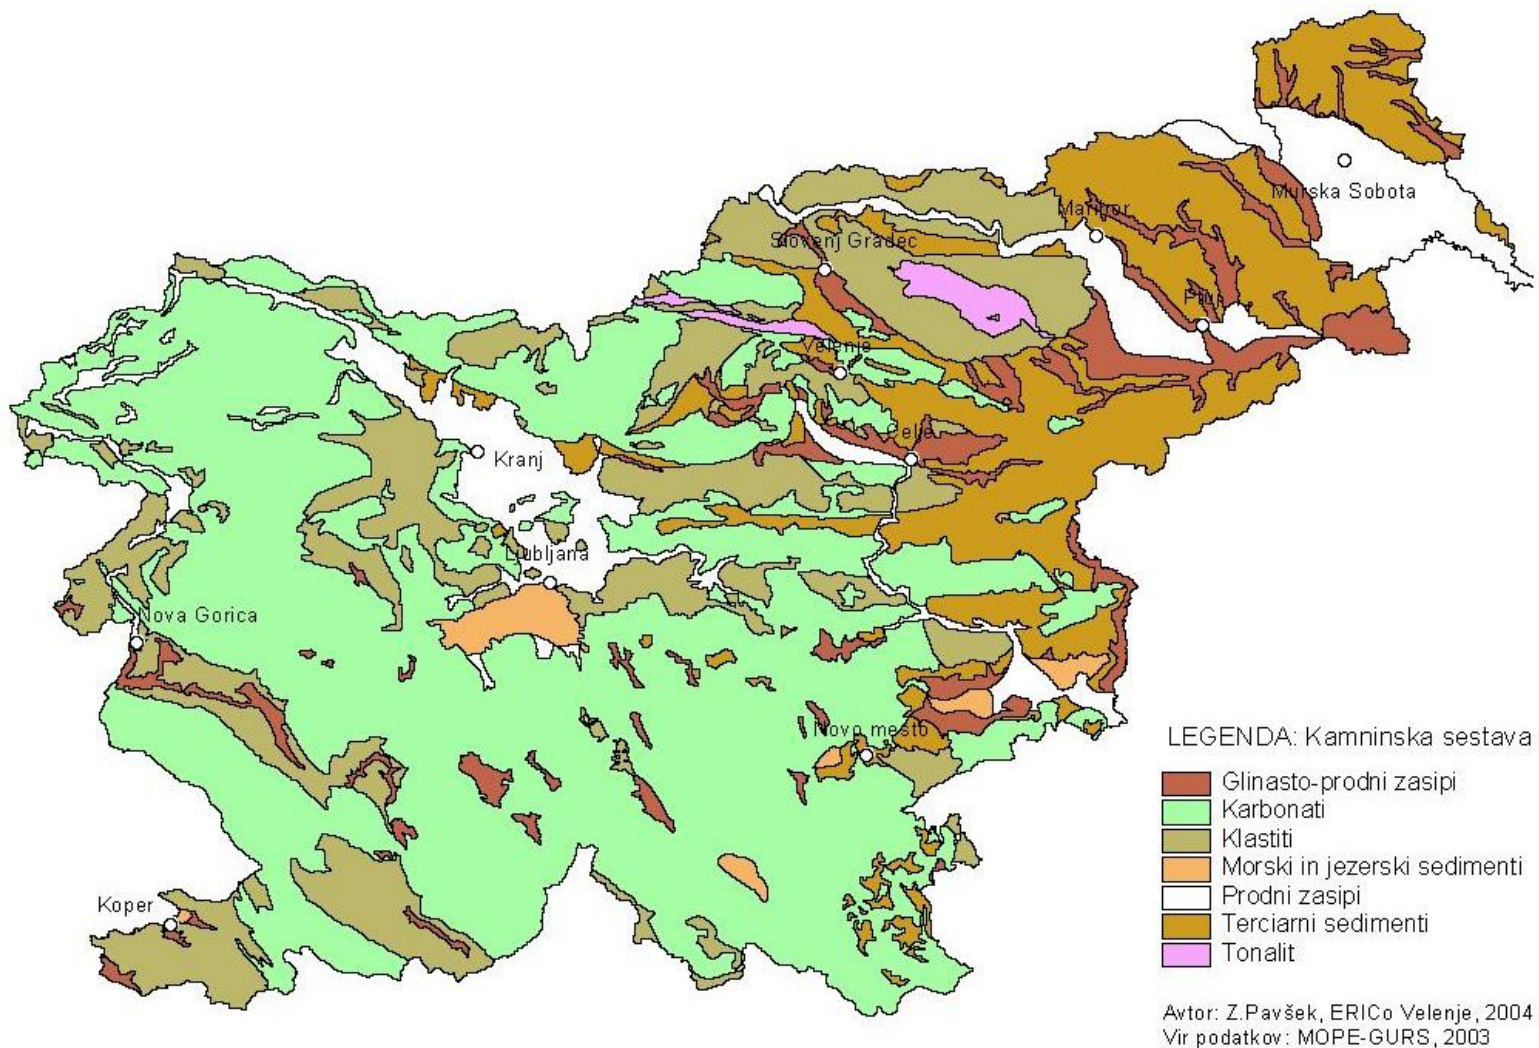 Murska Sobota
Maribor
Slovenj Gradec
Ptuj
Velenje
Celje
Kranj
Ljubljana
Nova Gorica
Novo mesto
Koper
LEGENDA: Kamninska sestava
Glinasto-prodni zasipi
Karbonati
Klastiti
Morski in jezerski sedimenti
Prodni zasipi
Terciarni sedimenti
Tonalit
Avtor: Z.Pavšek, ERICo Velenje, 2004
Vir podatkov: MOPE-GURS, 2003